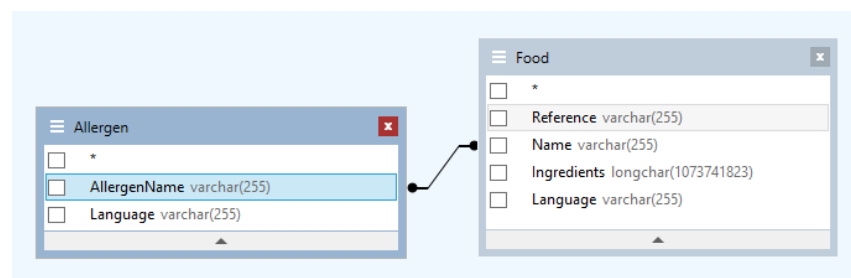 Allergen
*
AllergenName varchar(255)
Language varchar(255)
Food
*
Reference varchar(255)
Name varchar(255)
Ingredients longchar(1073741823)
Language varchar(255)